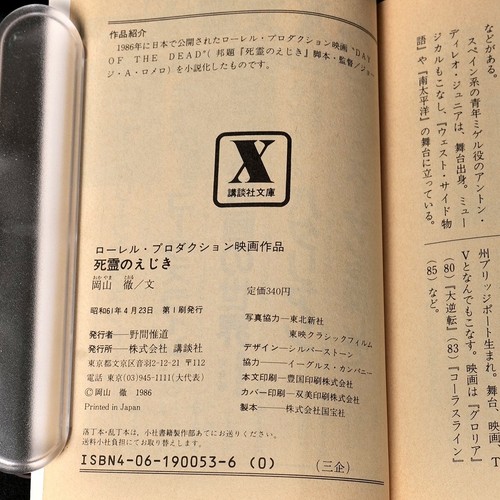 作品紹介
1986年に日本で公開されたローレル・プロダクション映画“DAY
OF THE DEAD”(邦題『死霊のえじき』脚本・監督/ジョー
ジ・A・ロメロ)を小説化したものです。
X
講談社文庫
ローレル・プロダクション映画作品
死霊のえじき
おかやま とおる
岡山 徹/文
定価340円
昭和61年4月23日 第1刷発行
発行者—野間惟道
発行所—株式会社 講談社
東京都文京区音羽2-12-21 〒112
電話 東京(03)945-1111(大代表)
©岡山 徹 1986
Printed in Japan
写真協力—東北新社
東映クラシックフィルム
デザイン—シルバーストーン
協力—イーグルス・カンパニー
本文印刷—豊国印刷株式会社
カバー印刷—双美印刷株式会社
製本—株式会社国宝社
落丁本・乱丁本は、小社書籍製作部あてにお送りください。
送料小社負担にてお取り替えします。
ISBN4-06-190053-6 (0)
(三企)
などがある。
スペイン系の青年ミゲル役のアントン・
ディレオ・ジュニアは、舞台出身。ミュー
ジカルもこなし、『ウェスト・サイド物
語』や『南太平洋』の舞台に立っている。
州ブリッジポート生まれ。舞台、映画、T
Vとなんでもこなす。映画は『グロリア』
(80)『大逆転』(83)『コーラスライン』
(85)など。